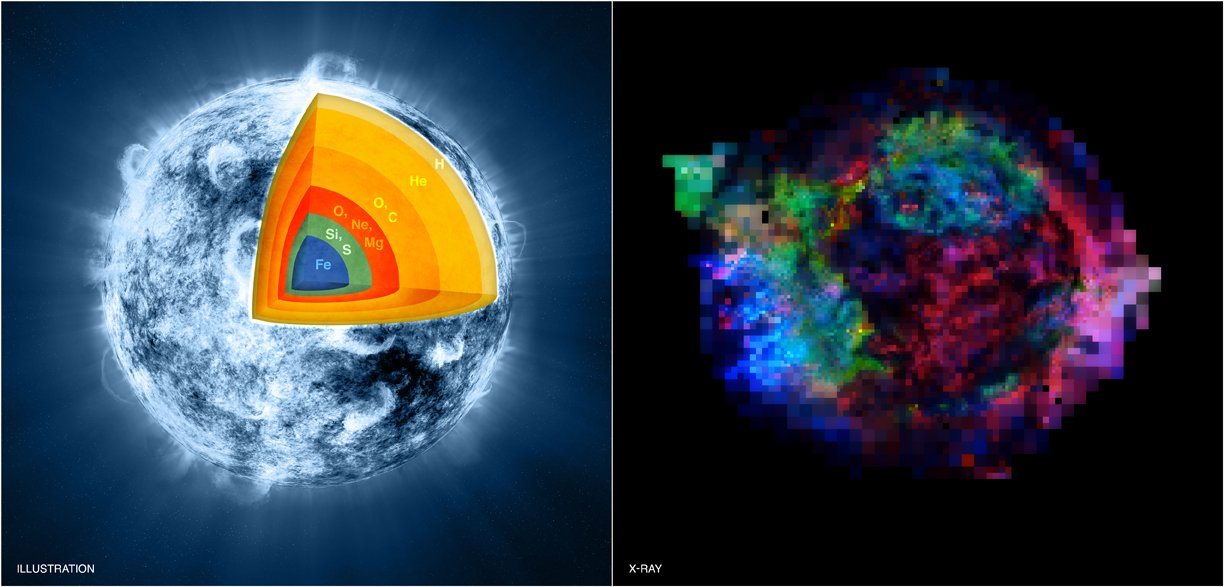 H
He
O,
C
O,
Ne,
Mg
Si,
S
Fe
ILLUSTRATION
X-RAY